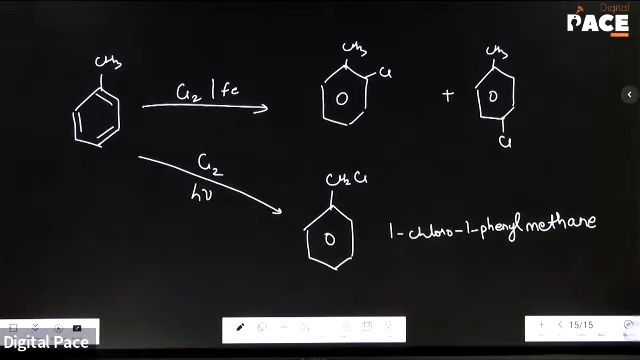 Digital
PACE
CH3
Cl2 / fe
CH3
Cl
+
CH3
Cl
Cl2
hν
CH2Cl
1-chloro-1-phenylmethane
15/15
Digital Pace